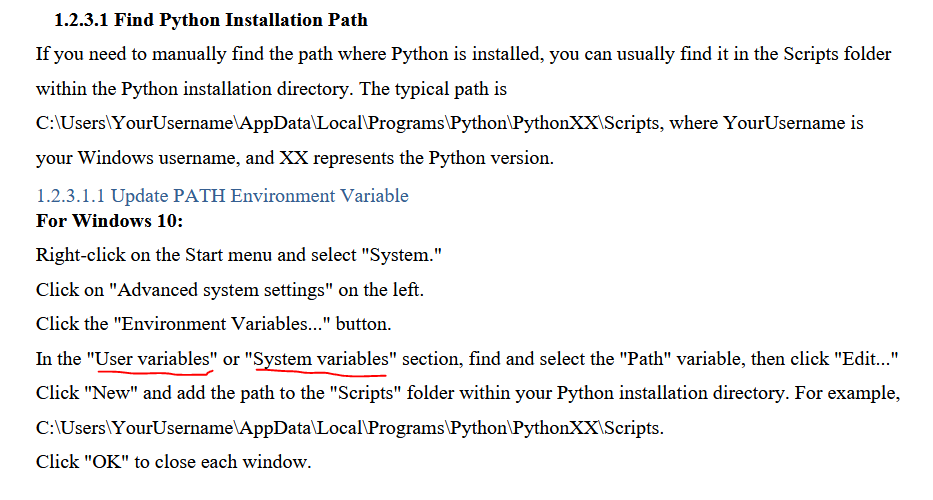 1.2.3.1 Find Python Installation Path
If you need to manually find the path where Python is installed, you can usually find it in the Scripts folder
within the Python installation directory. The typical path is
C:\Users\YourUsername\AppData\Local\Programs\Python\PythonXX\Scripts, where YourUsername is
your Windows username, and XX represents the Python version.
1.2.3.1.1 Update PATH Environment Variable
For Windows 10:
Right-click on the Start menu and select "System."
Click on "Advanced system settings" on the left.
Click the "Environment Variables..." button.
In the "User variables" or "System variables" section, find and select the "Path" variable, then click "Edit..."
Click "New" and add the path to the "Scripts" folder within your Python installation directory. For example,
C:\Users\YourUsername\AppData\Local\Programs\Python\PythonXX\Scripts.
Click "OK" to close each window.